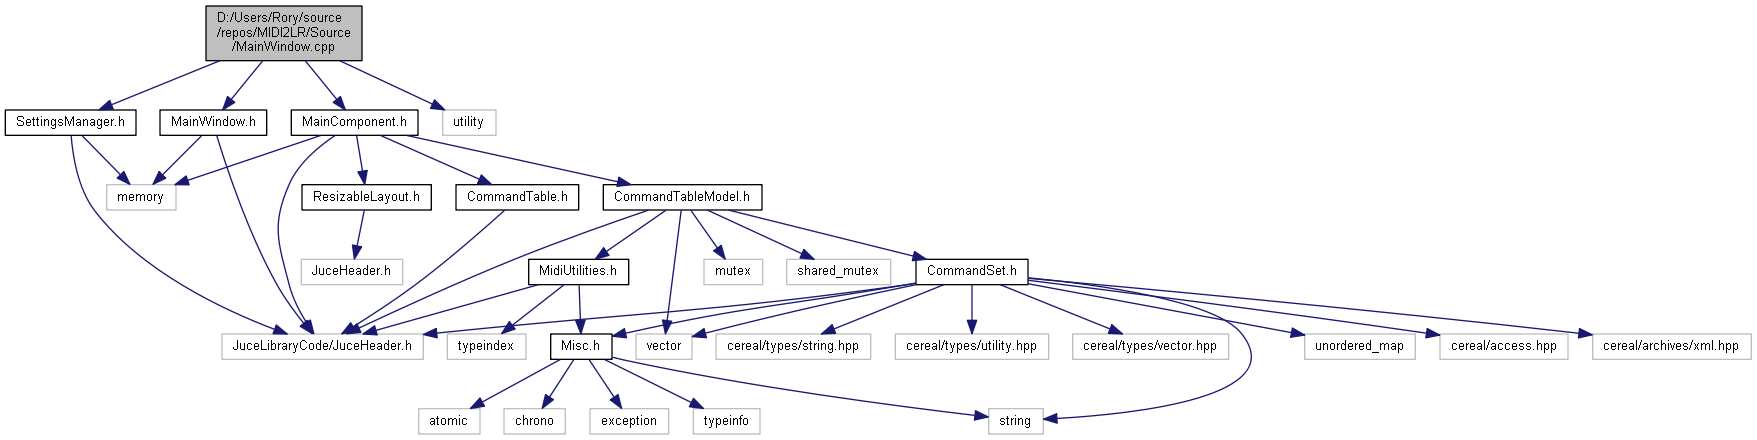 D:/Users/Rory/source
/repos/MIDI2LR/Source
/MainWindow.cpp
SettingsManager.h
MainWindow.h
MainComponent.h
utility
memory
ResizableLayout.h
CommandTable.h
CommandTableModel.h
JuceHeader.h
MidiUtilities.h
mutex
shared_mutex
CommandSet.h
JuceLibraryCode/JuceHeader.h
typeindex
Misc.h
vector
cereal/types/string.hpp
cereal/types/utility.hpp
cereal/types/vector.hpp
unordered_map
cereal/access.hpp
cereal/archives/xml.hpp
atomic
chrono
exception
typeinfo
string